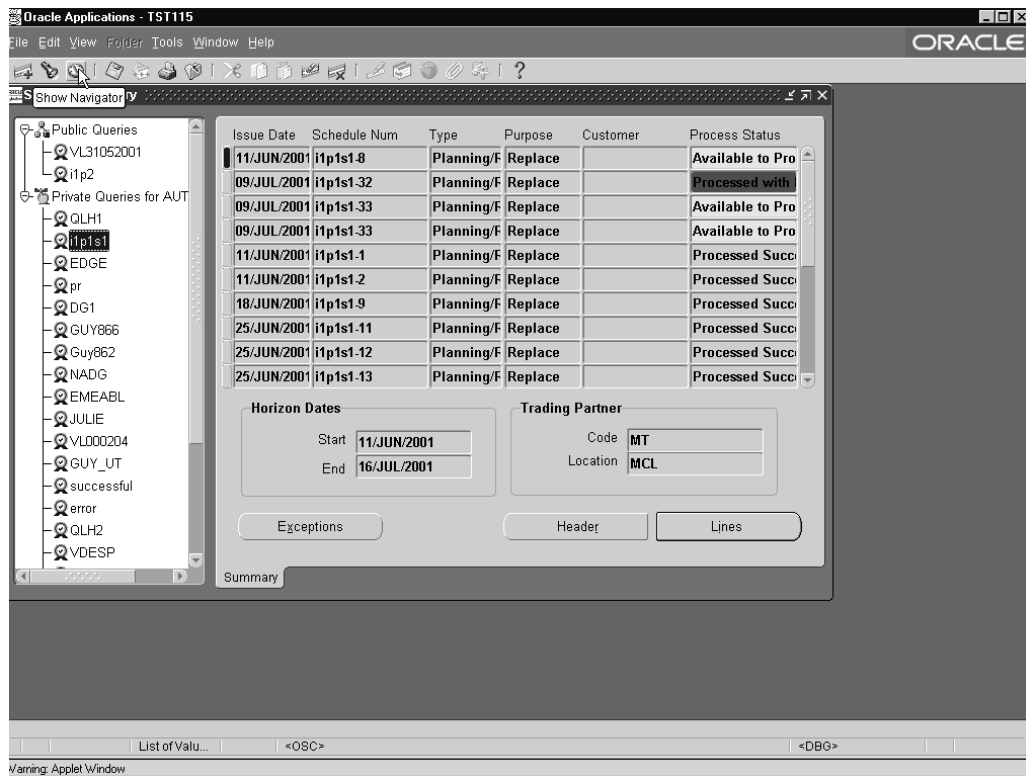 Oracle Applications - TST115
File Edit View Folder Tools Window Help
ORACLE
Show Navigator
Public Queries
VL31052001
i1p2
Private Queries for AUT
QLH1
i1p1s1
EDGE
pr
DG1
GUY866
Guy862
NADG
EMEABL
JULIE
VL000204
GUY_UT
successful
error
QLH2
VDESP
Issue Date Schedule Num Type Purpose Customer Process Status
11/JUN/2001 i1p1s1-8 Planning/F Replace Available to Pro
09/JUL/2001 i1p1s1-32 Planning/F Replace Processed with
09/JUL/2001 i1p1s1-33 Planning/F Replace Available to Pro
09/JUL/2001 i1p1s1-33 Planning/F Replace Available to Pro
11/JUN/2001 i1p1s1-1 Planning/F Replace Processed Succ
11/JUN/2001 i1p1s1-2 Planning/F Replace Processed Succ
18/JUN/2001 i1p1s1-9 Planning/F Replace Processed Succ
25/JUN/2001 i1p1s1-11 Planning/F Replace Processed Succ
25/JUN/2001 i1p1s1-12 Planning/F Replace Processed Succ
25/JUN/2001 i1p1s1-13 Planning/F Replace Processed Succ
Horizon Dates
Start 11/JUN/2001
End 16/JUL/2001
Trading Partner
Code MT
Location MCL
Exceptions
Header
Lines
Summary
List of Valu... <OSC> <DBG>
Warning: Applet Window